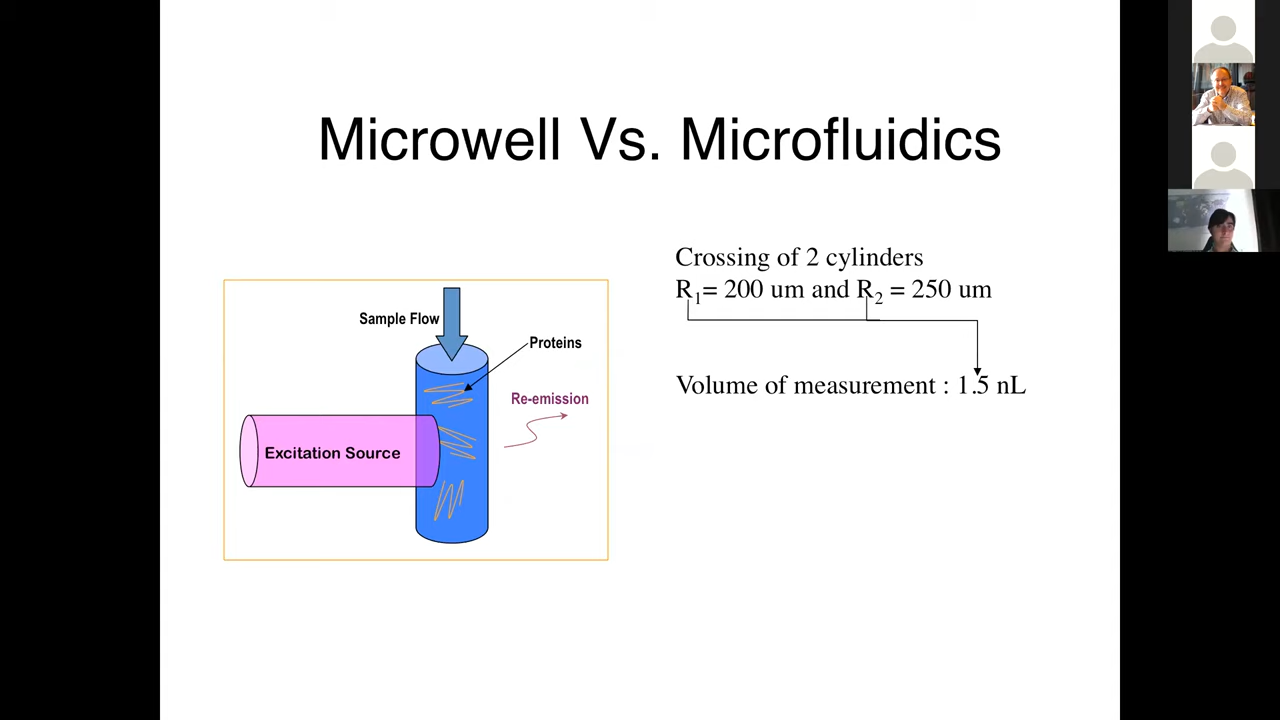 Microwell Vs. Microfluidics
Sample Flow
Proteins
Re-emission
Excitation Source
Crossing of 2 cylinders
R1= 200 um and R2 = 250 um
Volume of measurement : 1.5 nL